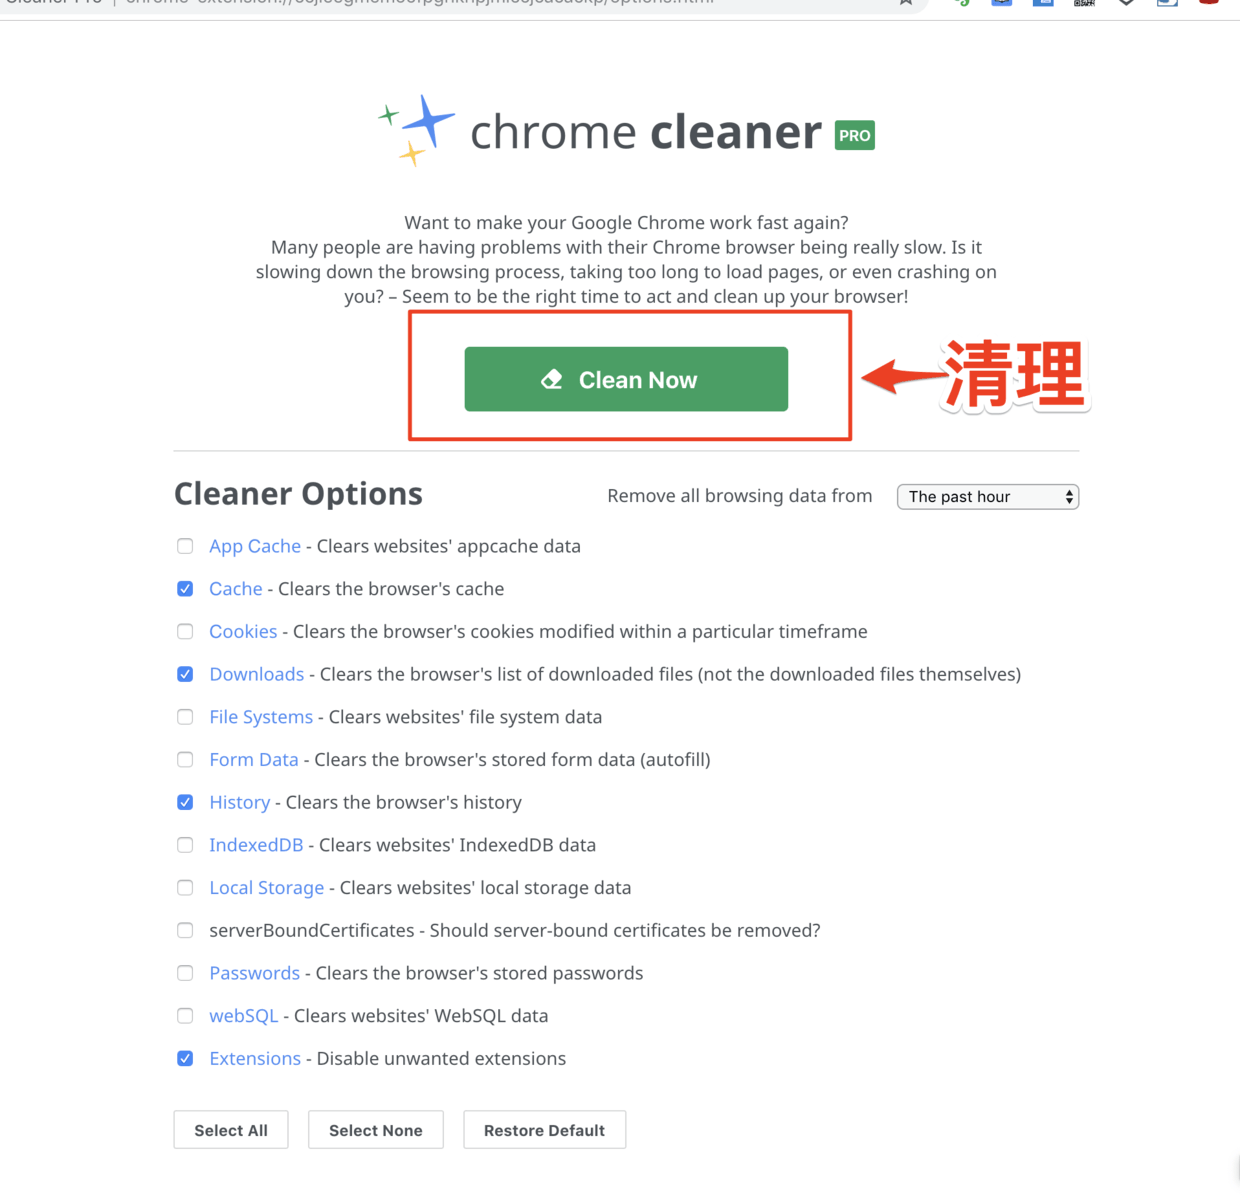 chrome cleaner PRO
Want to make your Google Chrome work fast again?
Many people are having problems with their Chrome browser being really slow. Is it
slowing down the browsing process, taking too long to load pages, or even crashing on
you? – Seem to be the right time to act and clean up your browser!
Clean Now
清理
Cleaner Options
Remove all browsing data from
The past hour
App Cache - Clears websites' appcache data
Cache - Clears the browser's cache
Cookies - Clears the browser's cookies modified within a particular timeframe
Downloads - Clears the browser's list of downloaded files (not the downloaded files themselves)
File Systems - Clears websites' file system data
Form Data - Clears the browser's stored form data (autofill)
History - Clears the browser's history
IndexedDB - Clears websites' IndexedDB data
Local Storage - Clears websites' local storage data
serverBoundCertificates - Should server-bound certificates be removed?
Passwords - Clears the browser's stored passwords
webSQL - Clears websites' WebSQL data
Extensions - Disable unwanted extensions
Select All
Select None
Restore Default